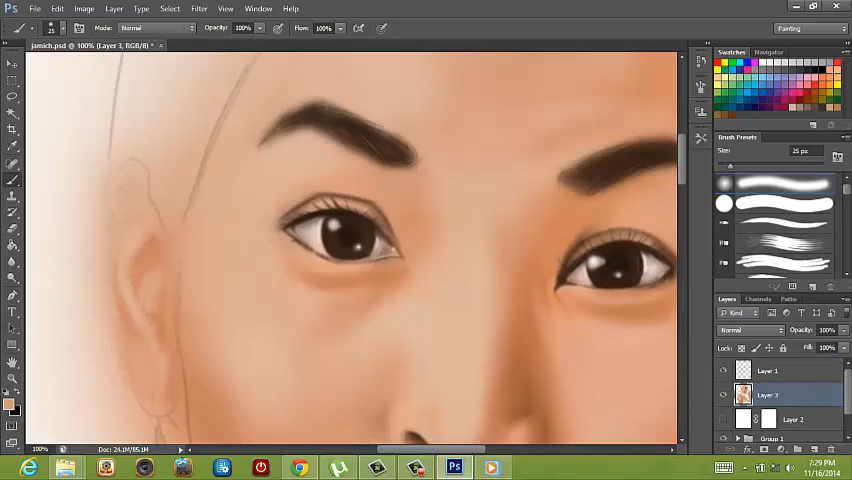 Ps File Edit Image Layer Type Select Filter View Window Help
25 Mode: Normal Opacity: 100% Flow: 100% Painting
jamich.psd @ 100% (Layer 3, RGB/8) * ×
Swatches Navigator
Brush Presets
Size: 25 px
Layers Channels Paths
Kind
Normal Opacity: 100%
Lock: Fill: 100%
Layer 1
Layer 3
Layer 2
Group 1
100% Doc: 24.1M/85.1M
Ps
7:29 PM
11/16/2014